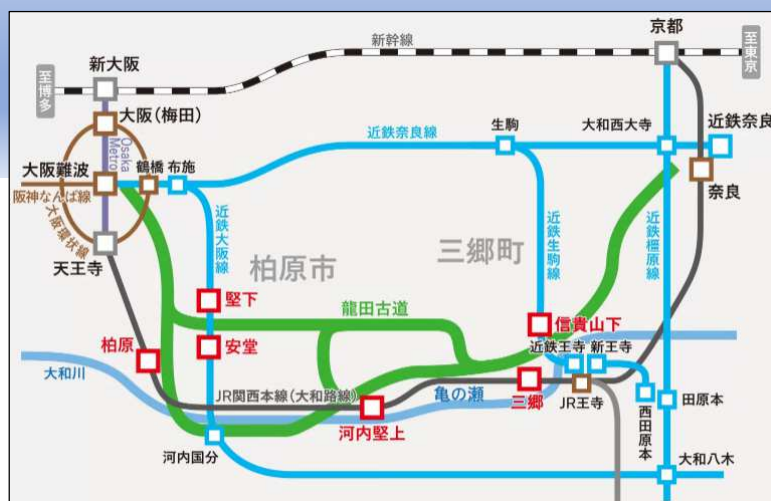 京都
新幹線
至東京
至博多
新大阪
大阪(梅田)
Osaka Metro
生駒
大和西大寺
近鉄奈良
近鉄奈良線
大阪難波
鶴橋
布施
阪神なんば線
奈良
大阪環状線
天王寺
近鉄大阪線
柏原市
三郷町
近鉄生駒線
近鉄橿原線
堅下
龍田古道
信貴山下
安堂
柏原
近鉄王寺
新王寺
大和川
JR関西本線(大和路線)
亀の瀬
三郷
JR王寺
西田原本
田原本
河内堅上
河内国分
大和八木